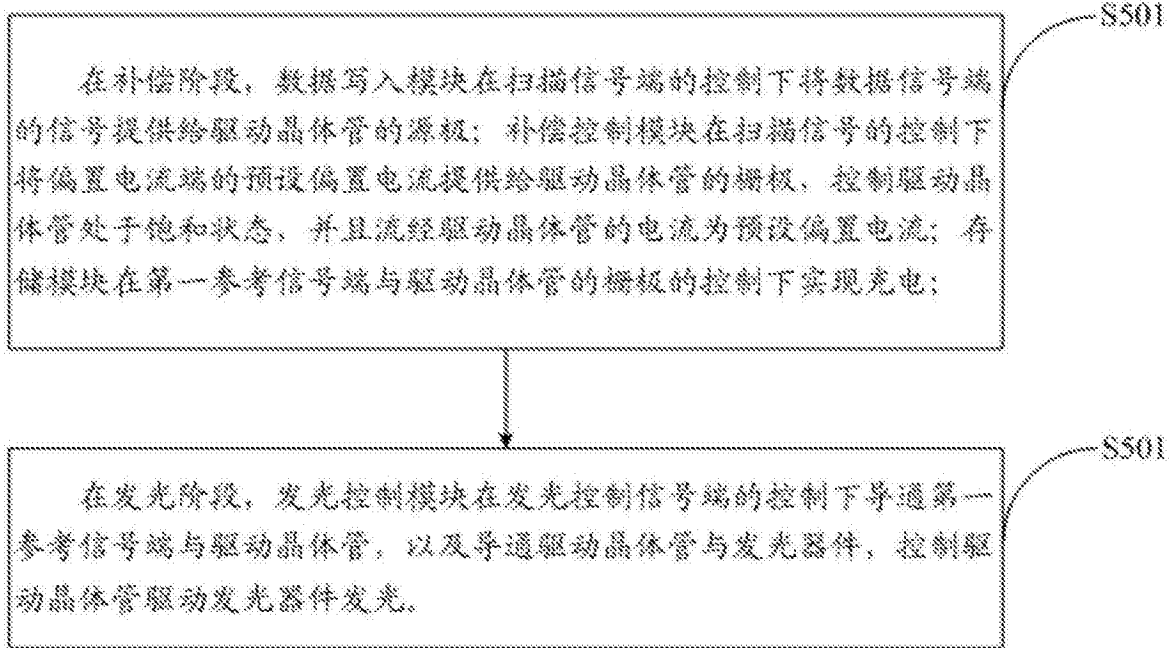 S501
在补偿阶段，数据写入模块在扫描信号端的控制下将数据信号端
的信号提供给驱动晶体管的源极；补偿控制模块在扫描信号的控制下
将偏置电流端的预设偏置电流提供给驱动晶体管的栅极，控制驱动晶
体管处于饱和状态，并且流经驱动晶体管的电流为预设偏置电流；存
储模块在第一参考信号端与驱动晶体管的栅极的控制下实现充电；
S501
在发光阶段，发光控制模块在发光控制信号端的控制下导通第一
参考信号端与驱动晶体管，以及导通驱动晶体管与发光器件，控制驱
动晶体管驱动发光器件发光。